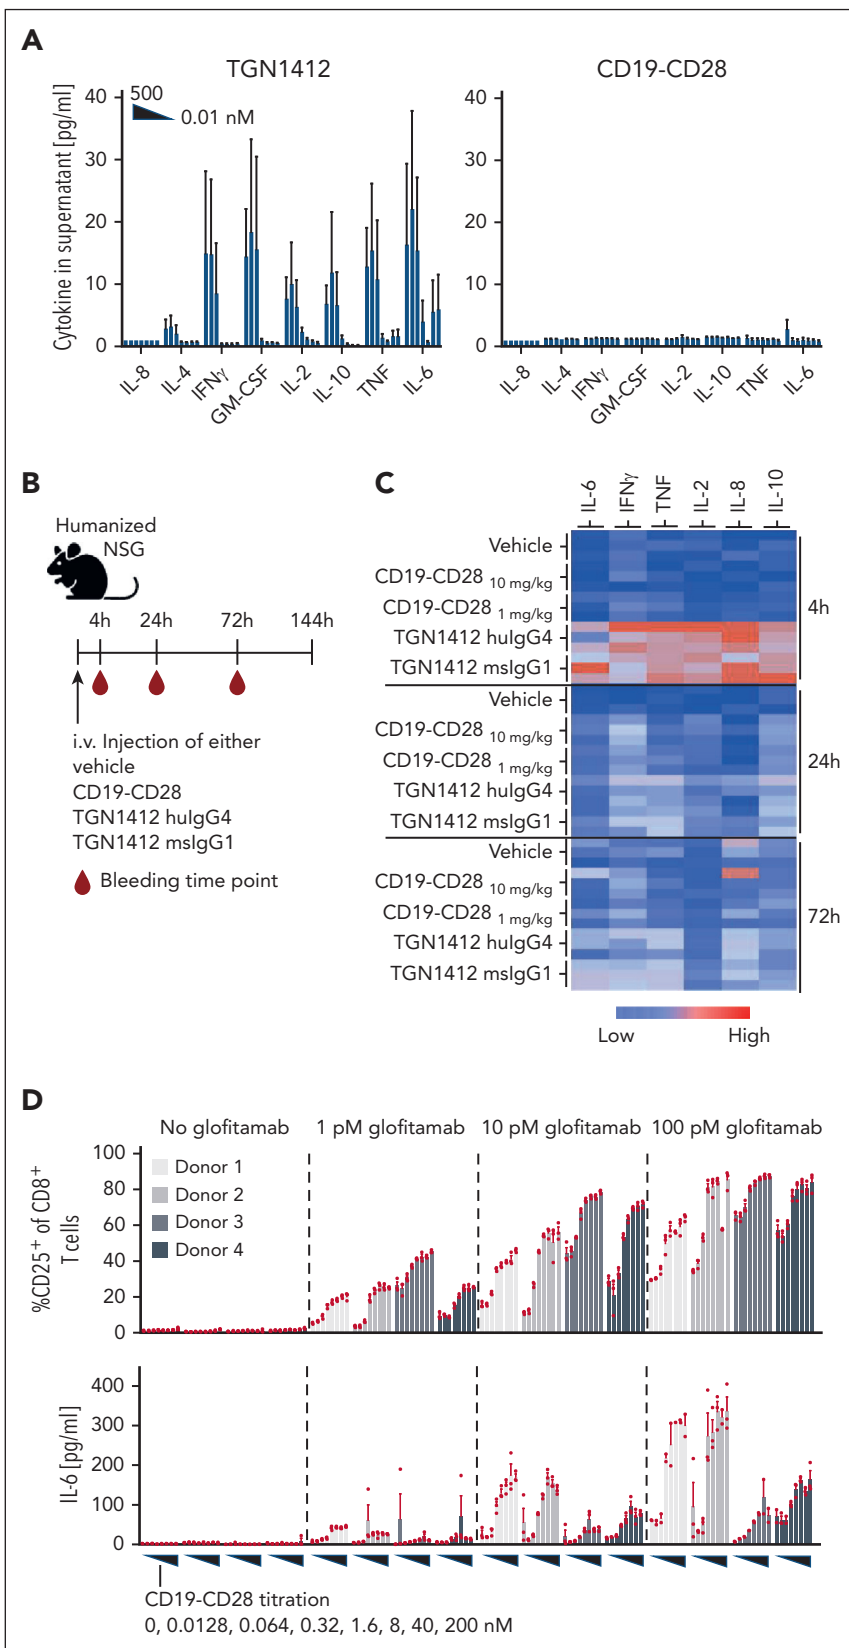 A
TGN1412
CD19-CD28
Cytokine in supernatant [pg/ml]
40
30
20
10
0
500
0.01 nM
IL-8
IL-4
IFNγ
GM-CSF
IL-2
IL-10
TNF
IL-6
40
30
20
10
0
IL-8
IL-4
IFNγ
GM-CSF
IL-2
IL-10
TNF
IL-6
B
Humanized
NSG
4h
24h
72h
144h
i.v. Injection of either
vehicle
CD19-CD28
TGN1412 huIgG4
TGN1412 msIgG1
Bleeding time point
C
IL-6
IFNγ
TNF
IL-2
IL-8
IL-10
Vehicle
CD19-CD28 10 mg/kg
CD19-CD28 1 mg/kg
TGN1412 huIgG4
TGN1412 msIgG1
4h
Vehicle
CD19-CD28 10 mg/kg
CD19-CD28 1 mg/kg
TGN1412 huIgG4
TGN1412 msIgG1
24h
Vehicle
CD19-CD28 10 mg/kg
CD19-CD28 1 mg/kg
TGN1412 huIgG4
TGN1412 msIgG1
72h
Low
High
D
No glofitamab
1 pM glofitamab
10 pM glofitamab
100 pM glofitamab
%CD25+ of CD8+
T cells
100
80
60
40
20
0
Donor 1
Donor 2
Donor 3
Donor 4
IL-6 [pg/ml]
400
300
200
100
0
CD19-CD28 titration
0, 0.0128, 0.064, 0.32, 1.6, 8, 40, 200 nM